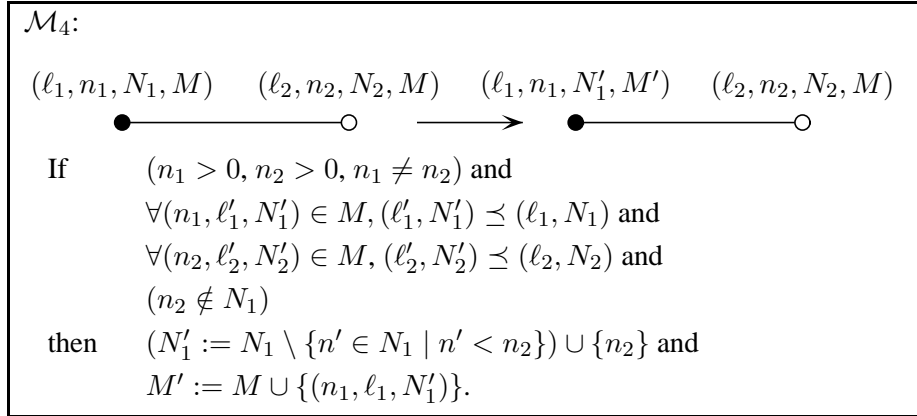 𝓜₄:
(ℓ₁, n₁, N₁, M) (ℓ₂, n₂, N₂, M) (ℓ₁, n₁, N₁′, M′) (ℓ₂, n₂, N₂, M)
If (n₁ > 0, n₂ > 0, n₁ ≠ n₂) and
∀(n₁, ℓ₁′, N₁′) ∈ M, (ℓ₁′, N₁′) ⪯ (ℓ₁, N₁) and
∀(n₂, ℓ₂′, N₂′) ∈ M, (ℓ₂′, N₂′) ⪯ (ℓ₂, N₂) and
(n₂ ∉ N₁)
then (N₁′ := N₁ \ {n′ ∈ N₁ | n′ < n₂}) ∪ {n₂} and
M′ := M ∪ {(n₁, ℓ₁, N₁′)}.